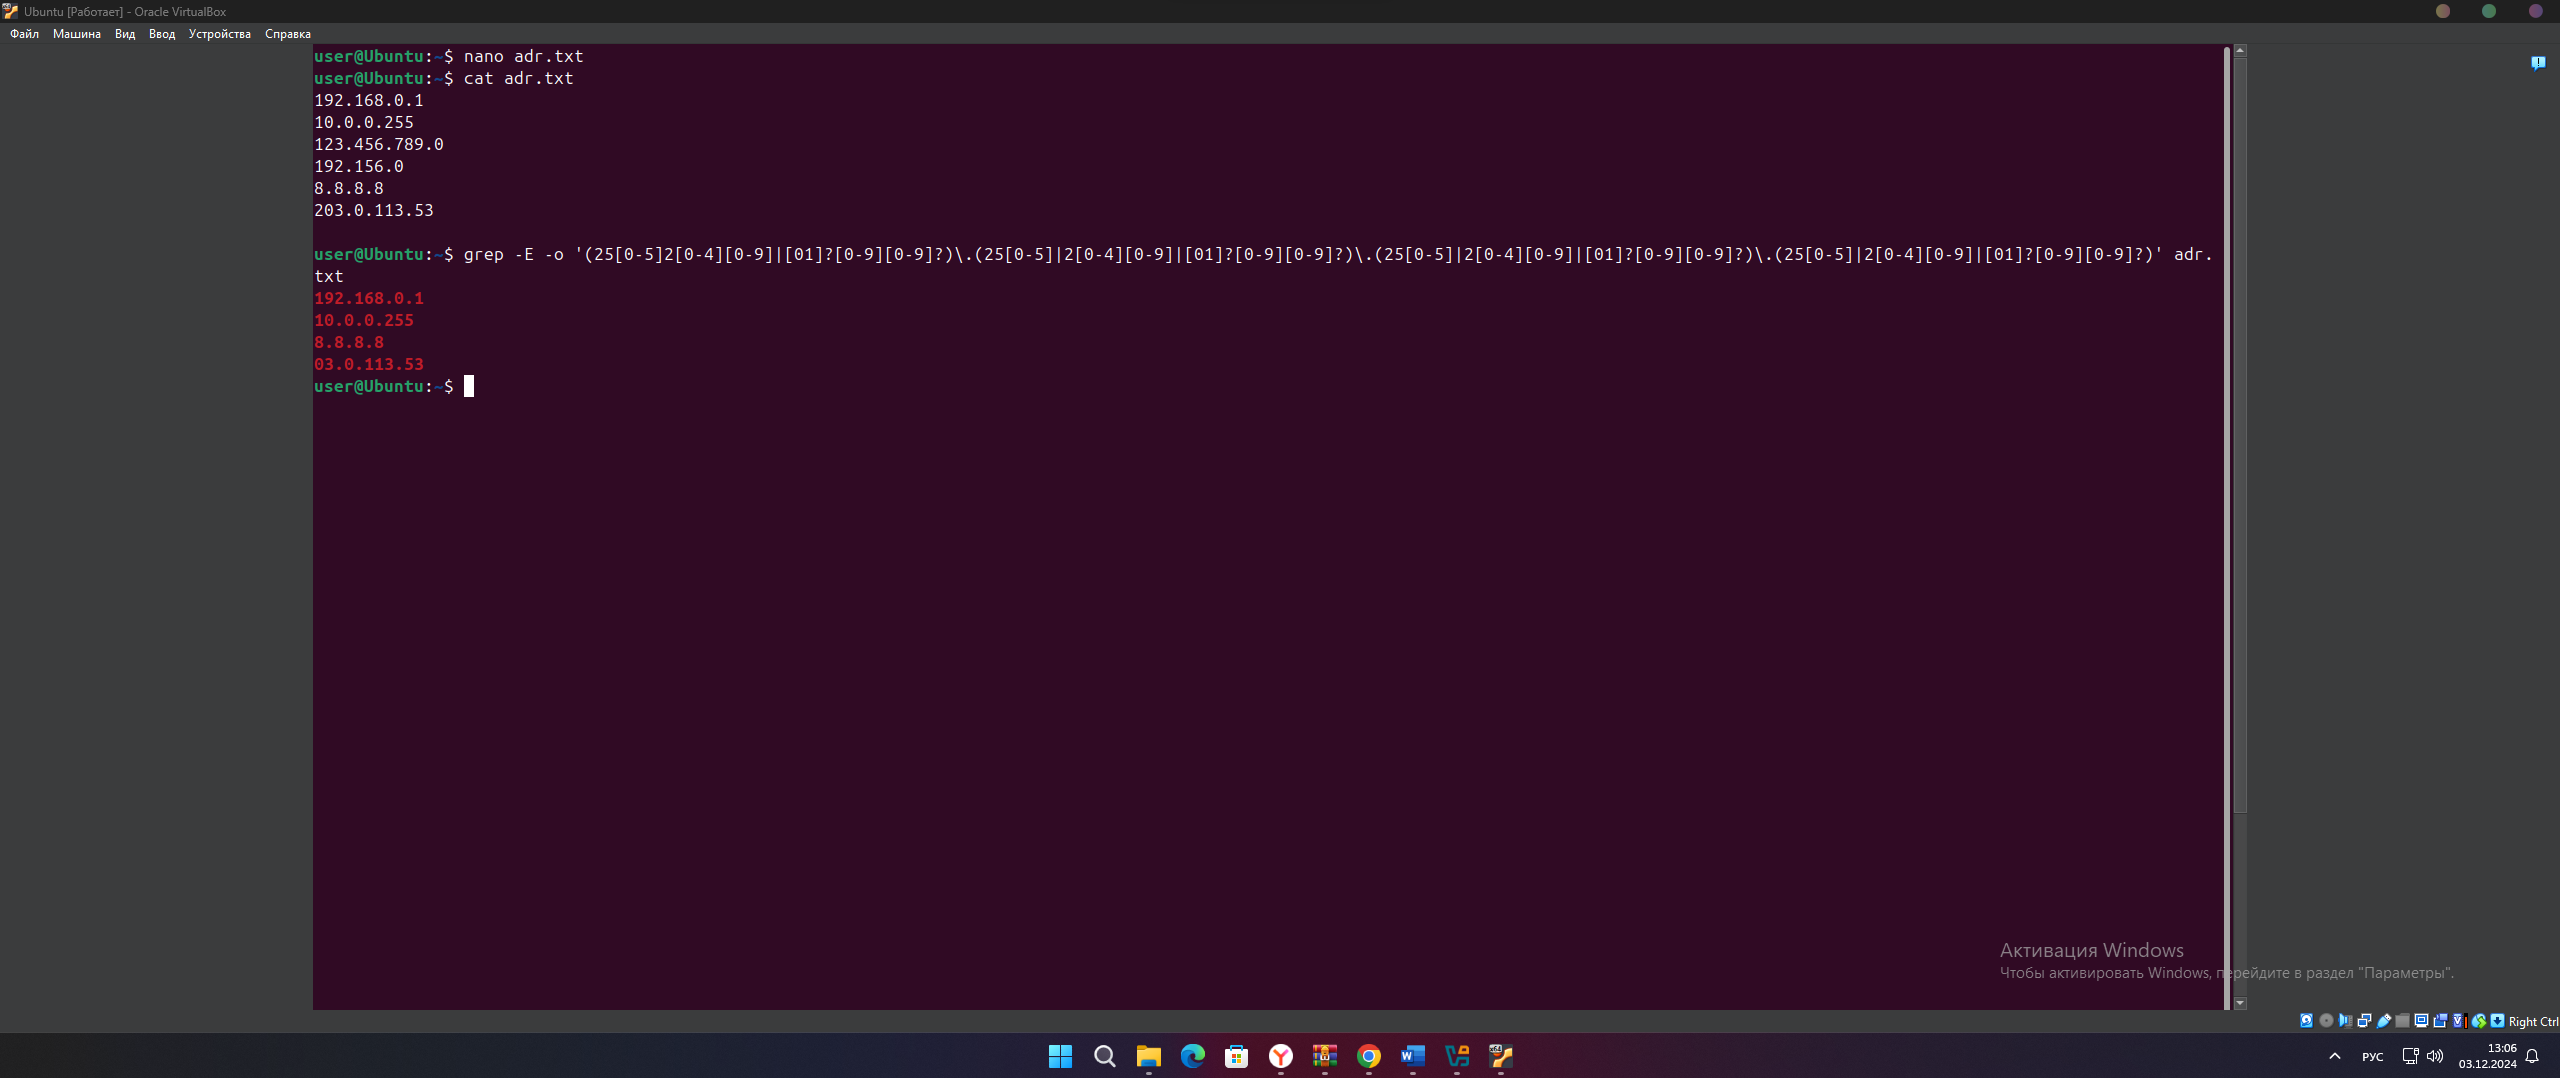 Ubuntu [Работает] - Oracle VirtualBox
Файл Машина Вид Ввод Устройства Справка
user@Ubuntu:~$ nano adr.txt
user@Ubuntu:~$ cat adr.txt
192.168.0.1
10.0.0.255
123.456.789.0
192.156.0
8.8.8.8
203.0.113.53
user@Ubuntu:~$ grep -E -o '(25[0-5]2[0-4][0-9]|[01]?[0-9][0-9]?)\.(25[0-5]|2[0-4][0-9]|[01]?[0-9][0-9]?)\.(25[0-5]|2[0-4][0-9]|[01]?[0-9][0-9]?)\.(25[0-5]|2[0-4][0-9]|[01]?[0-9][0-9]?)' adr.
txt
192.168.0.1
10.0.0.255
8.8.8.8
03.0.113.53
user@Ubuntu:~$
Активация Windows
Чтобы активировать Windows, перейдите в раздел "Параметры".
Right Ctrl
РУС
13:06
03.12.2024